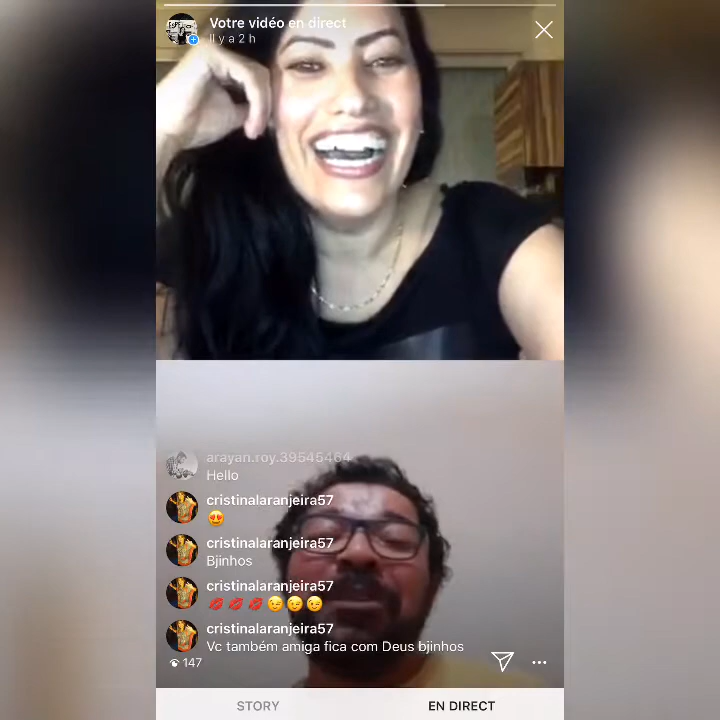 Votre vidéo en direct
Il y a 2 h
arayan.roy.39545464
Hello
cristinalaranjeira57
😍
cristinalaranjeira57
Bjinhos
cristinalaranjeira57
💋💋💋😉😉😉
cristinalaranjeira57
Vc também amiga fica com Deus bjinhos
147
STORY EN DIRECT